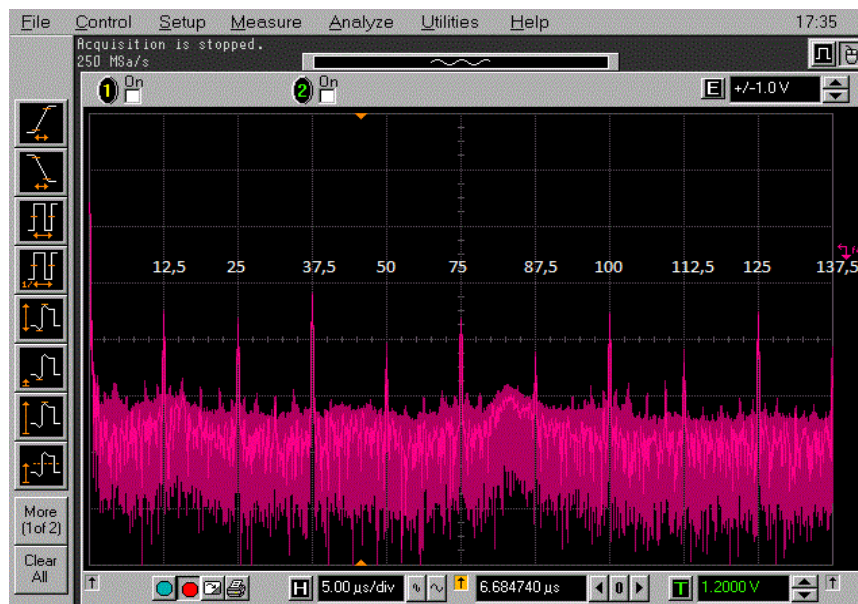 File Control Setup Measure Analyze Utilities Help 17:35
Acquisition is stopped.
250 MSa/s
1 On 2 On E +/-1.0 V
12,5 25 37,5 50 75 87,5 100 112,5 125 137,5
More
(1of 2)
Clear
All
H 5.00 µs/div T 6.684740 µs 0 T 1.2000 V